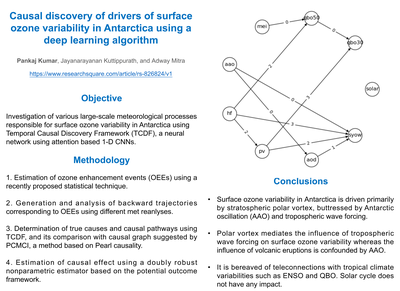 Causal discovery of drivers of surface
ozone variability in Antarctica using a
deep learning algorithm
Pankaj Kumar, Jayanarayanan Kuttippurath, and Adway Mitra
https://www.researchsquare.com/article/rs-826824/v1
Objective
Investigation of various large-scale meteorological processes
responsible for surface ozone variability in Antarctica using
Temporal Causal Discovery Framework (TCDF), a neural
network using attention based 1-D CNNs.
Methodology
1. Estimation of ozone enhancement events (OEEs) using a
recently proposed statistical technique.
2. Generation and analysis of backward trajectories
corresponding to OEEs using different met reanlyses.
3. Determination of true causes and causal pathways using
TCDF, and its comparison with causal graph suggested by
PCMCI, a method based on Pearl causality.
4. Estimation of causal effect using a doubly robust
nonparametric estimator based on the potential outcome
framework.
mei
qbo50
qbo30
aao
solar
hf
syow
pv
aod
Conclusions
• Surface ozone variability in Antarctica is driven primarily
by stratospheric polar vortex, buttressed by Antarctic
oscillation (AAO) and tropospheric wave forcing.
• Polar vortex mediates the influence of tropospheric
wave forcing on surface ozone variability whereas the
influence of volcanic eruptions is confounded by AAO.
• It is bereaved of teleconnections with tropical climate
variabilities such as ENSO and QBO. Solar cycle does
not have any impact.